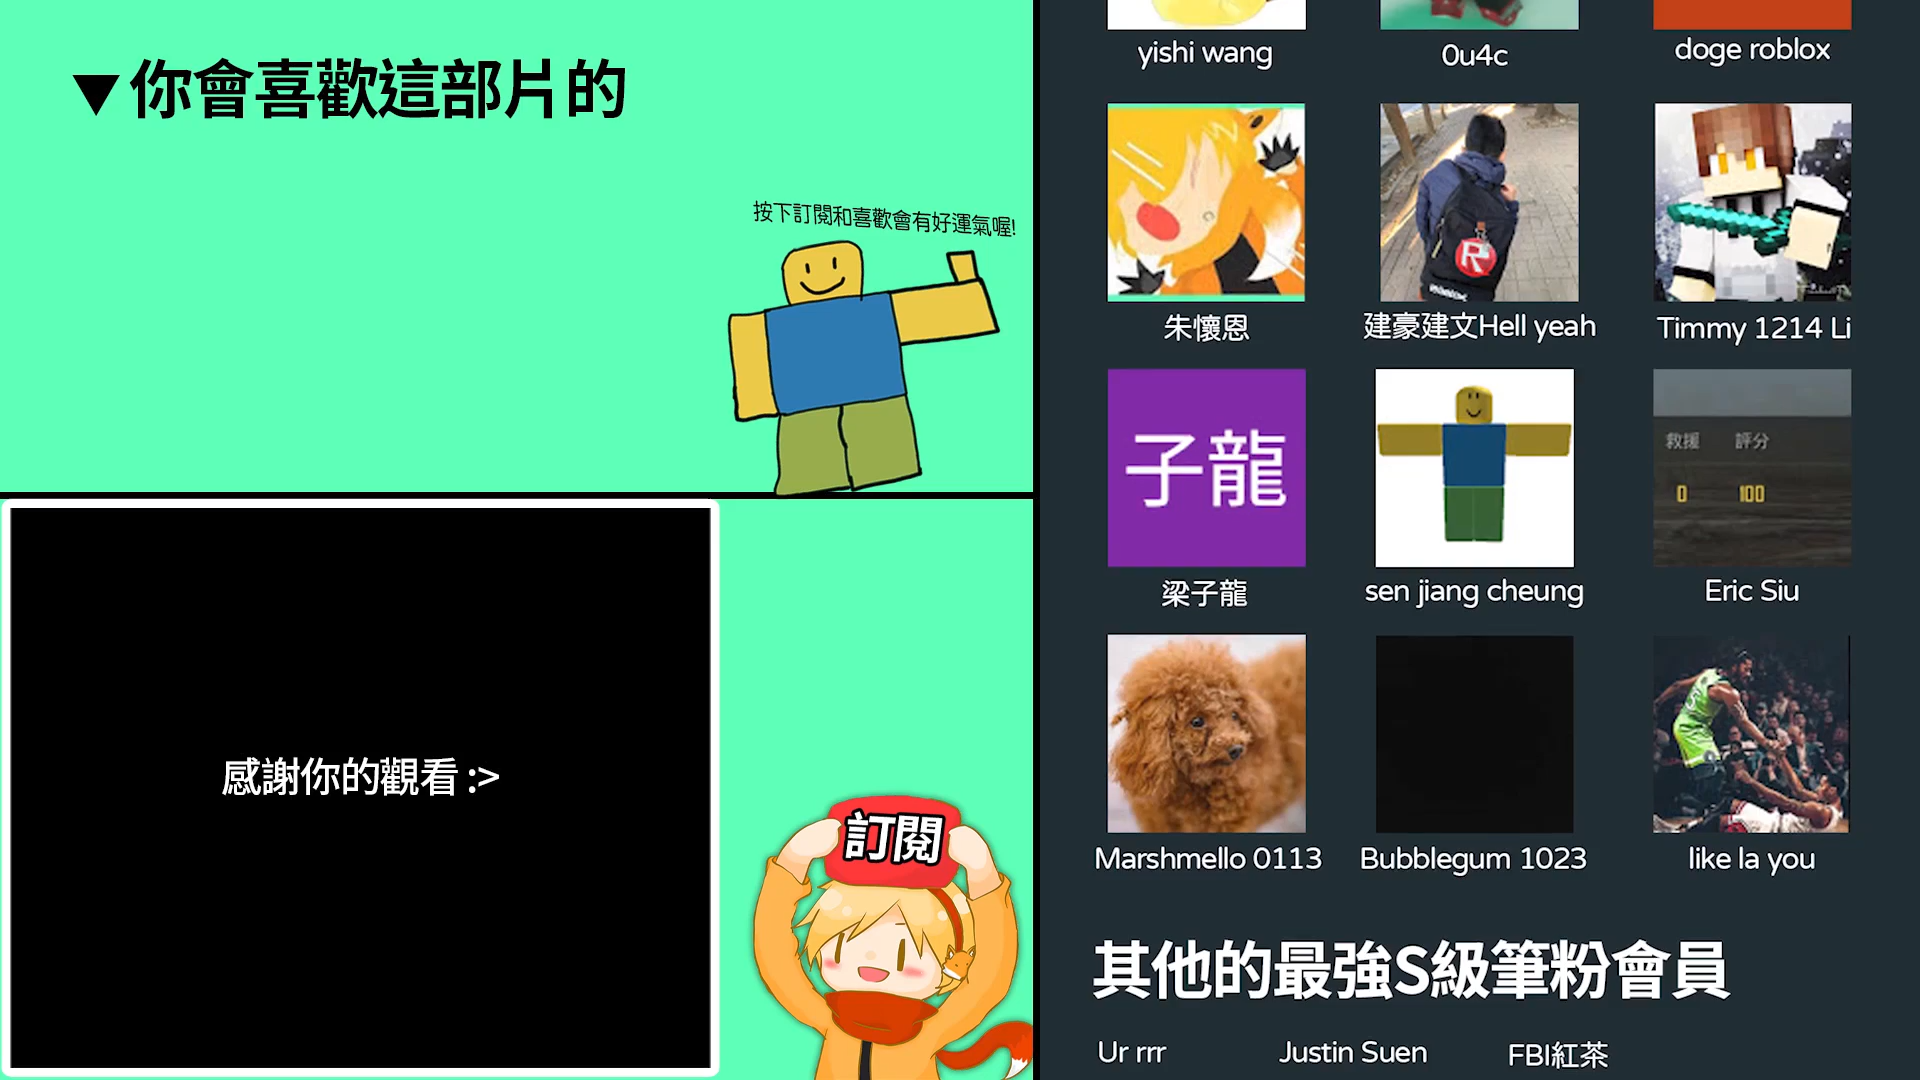 ▼你會喜歡這部片的
按下訂閱和喜歡會有好運氣喔!
感謝你的觀看 :>
訂閱
yishi wang
0u4c
doge roblox
朱懷恩
建豪建文Hell yeah
Timmy 1214 Li
子龍
救援 評分
0 100
梁子龍
sen jiang cheung
Eric Siu
Marshmello 0113
Bubblegum 1023
like la you
其他的最強S級筆粉會員
Ur rrr
Justin Suen
FBI紅茶